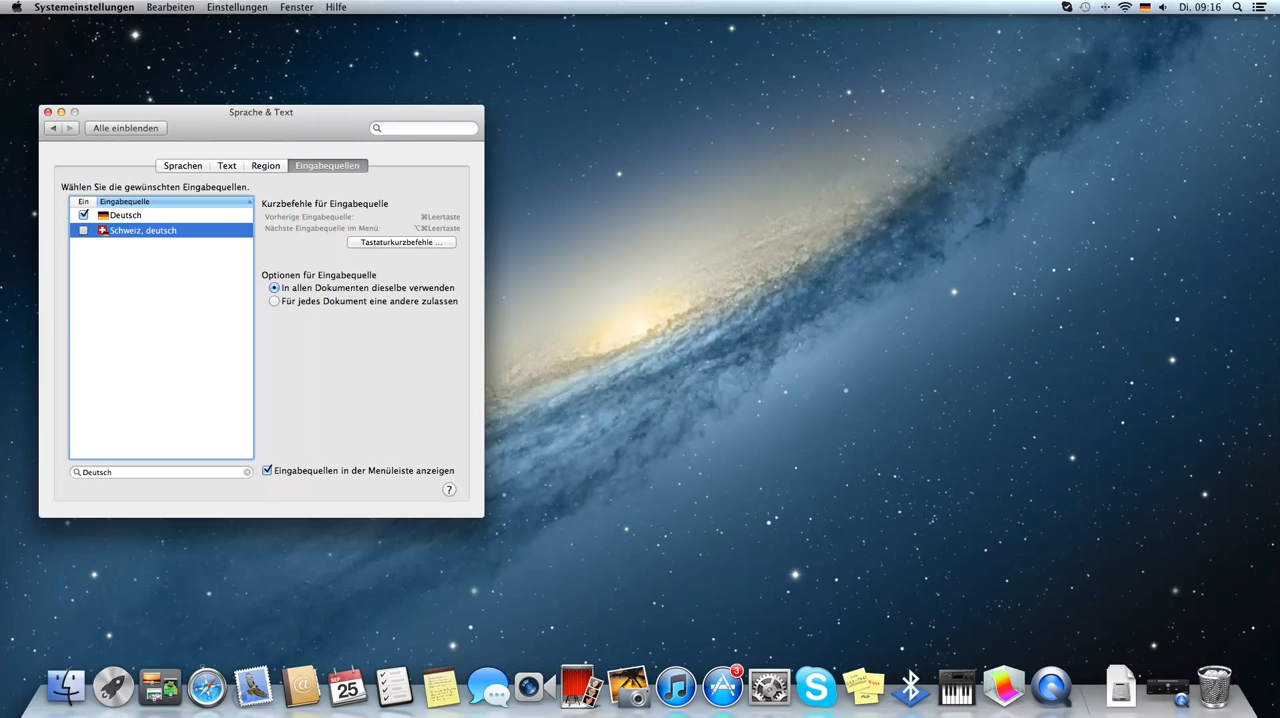 Systemeinstellungen Bearbeiten Einstellungen Fenster Hilfe Di. 09:16
Sprache & Text
Alle einblenden
Sprachen Text Region Eingabequellen
Wählen Sie die gewünschten Eingabequellen.
Ein Eingabequelle
Deutsch
Schweiz, deutsch
Deutsch
Kurzbefehle für Eingabequelle
Vorherige Eingabequelle: ⌘Leertaste
Nächste Eingabequelle im Menü: ⌥⌘Leertaste
Tastaturkurzbefehle ...
Optionen für Eingabequelle
In allen Dokumenten dieselbe verwenden
Für jedes Dokument eine andere zulassen
Eingabequellen in der Menüleiste anzeigen
?
SEP
25
3